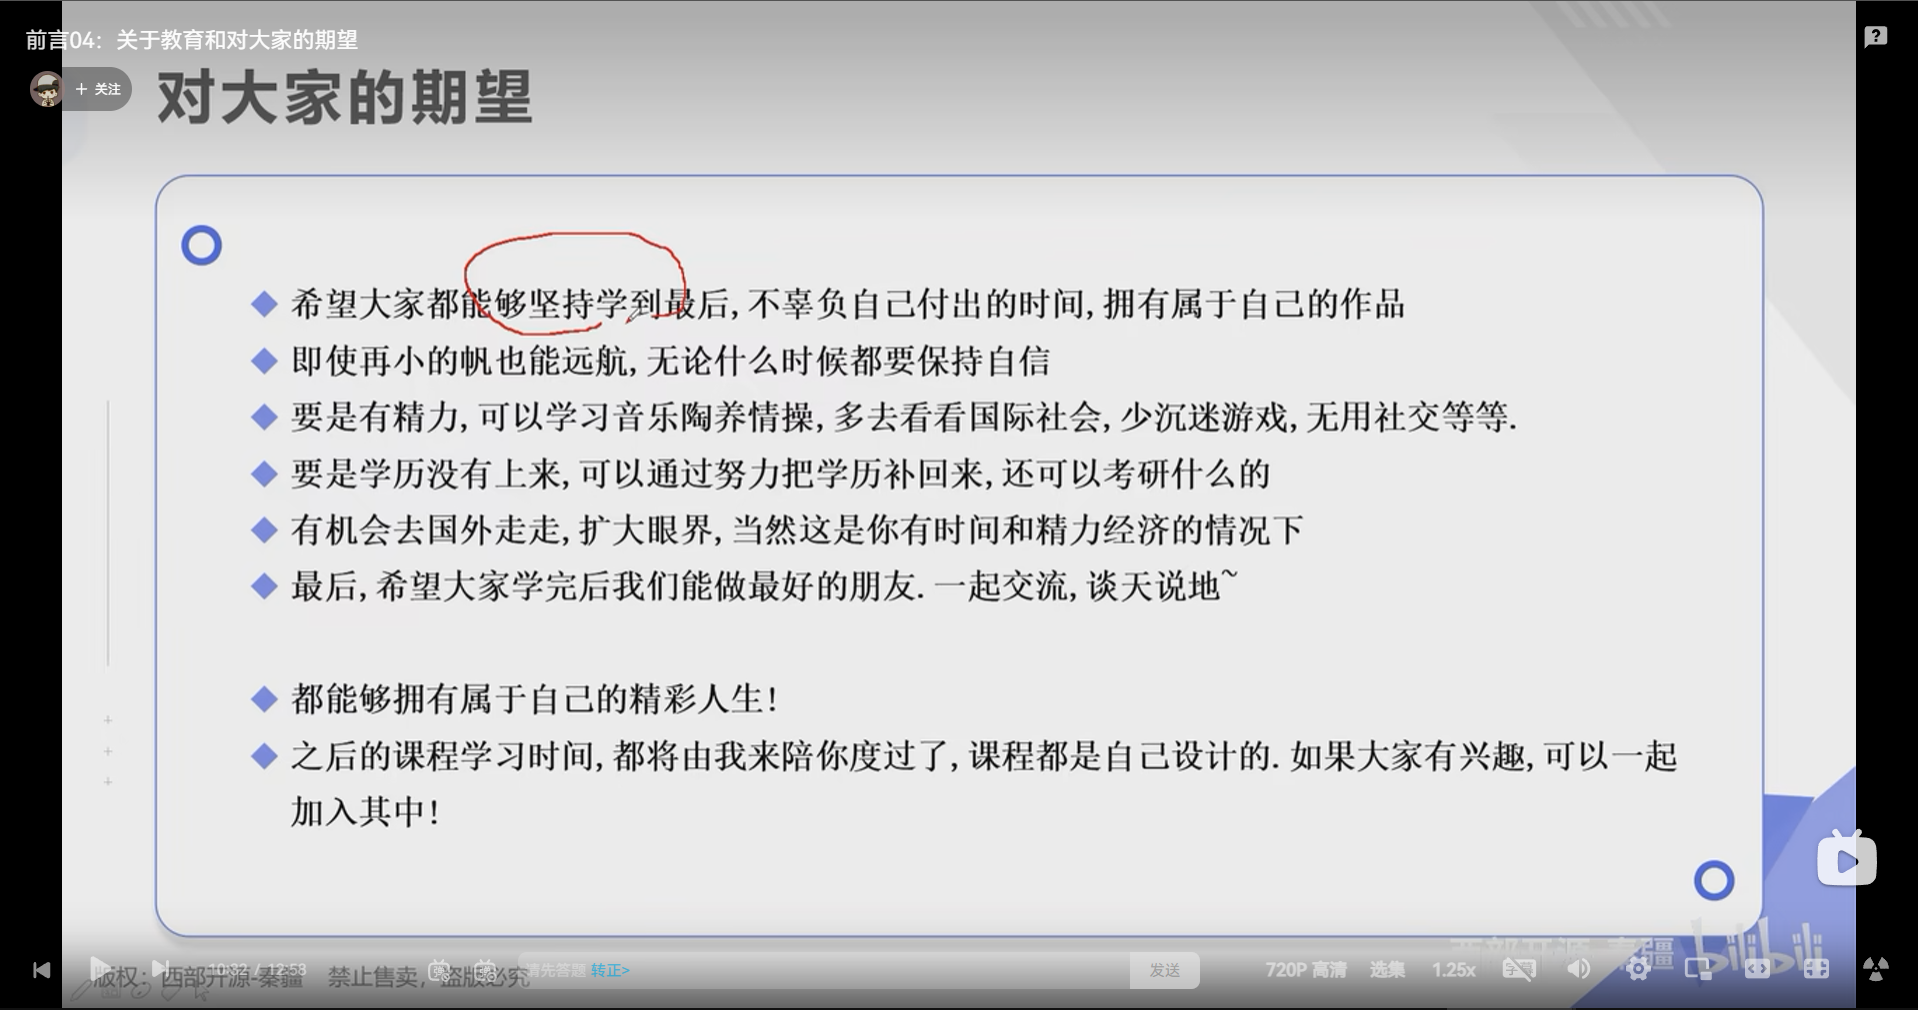 前言04：关于教育和对大家的期望
+ 关注
对大家的期望
希望大家都能够坚持学到最后, 不辜负自己付出的时间, 拥有属于自己的作品
即使再小的帆也能远航, 无论什么时候都要保持自信
要是有精力, 可以学习音乐陶养情操, 多去看看国际社会, 少沉迷游戏, 无用社交等等.
要是学历没有上来, 可以通过努力把学历补回来, 还可以考研什么的
有机会去国外走走, 扩大眼界, 当然这是你有时间和精力经济的情况下
最后, 希望大家学完后我们能做最好的朋友. 一起交流, 谈天说地~
都能够拥有属于自己的精彩人生!
之后的课程学习时间, 都将由我来陪你度过了, 课程都是自己设计的. 如果大家有兴趣, 可以一起
加入其中!
西部开源-秦疆
bilibili
版权：西部开源-秦疆 禁止售卖，盗版必究
10:32 / 12:53
请先答题 转正>
发送
720P 高清 选集 1.25x